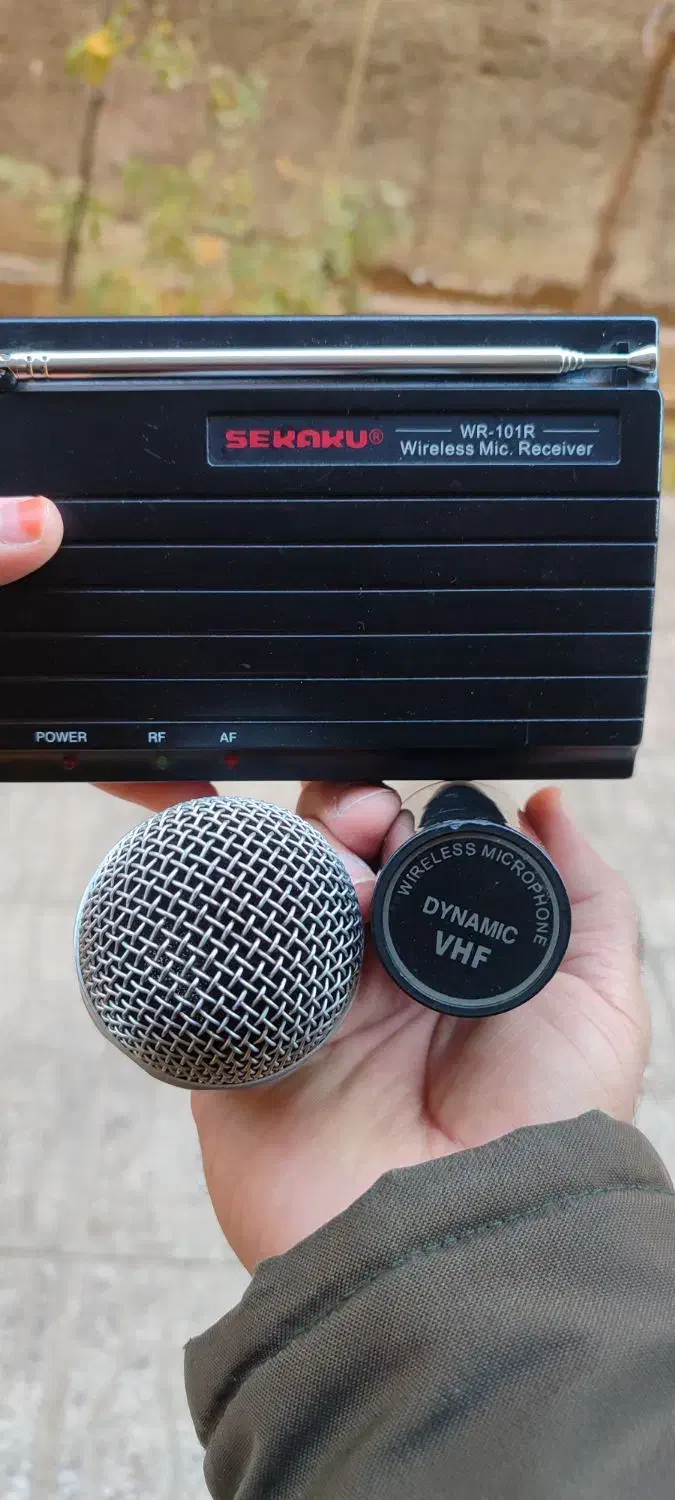 SEKAKU®
WR-101R
Wireless Mic. Receiver
POWER RF AF
WIRELESS MICROPHONE
DYNAMIC
VHF